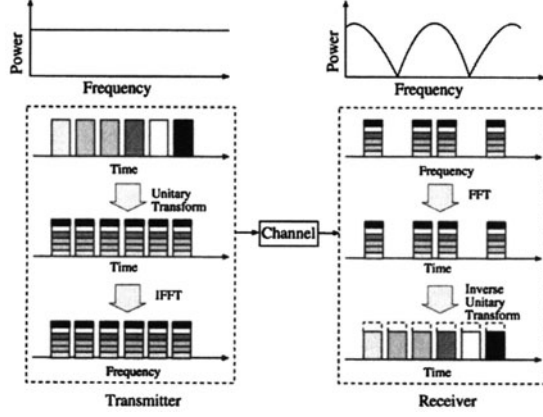 Power
Frequency
Time
Unitary
Transform
Time
IFFT
Frequency
Transmitter
Channel
Power
Frequency
Frequency
FFT
Time
Inverse
Unitary
Transform
Time
Receiver